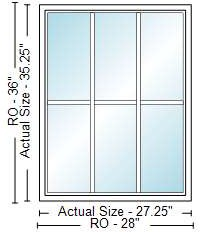 RO - 36"
Actual Size - 35.25"
Actual Size - 27.25"
RO - 28"